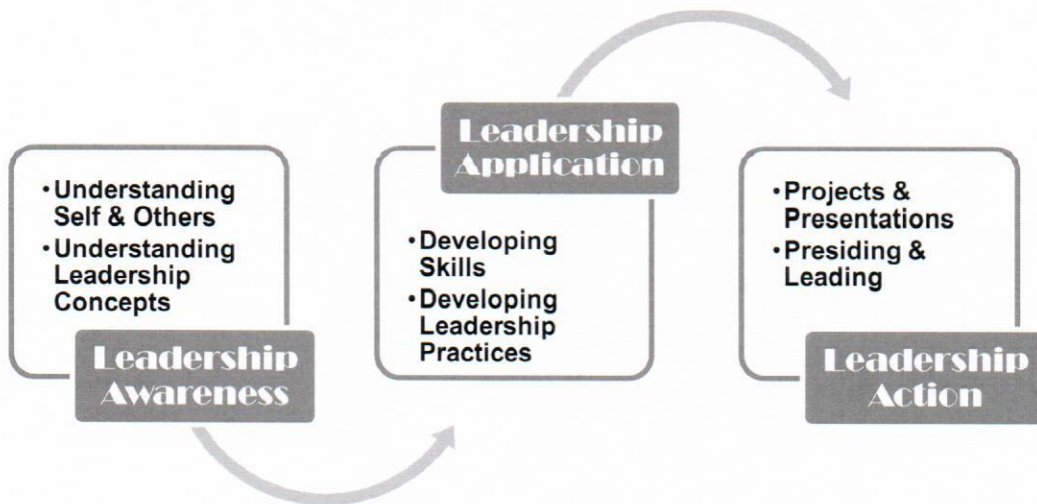 •Understanding
Self & Others
•Understanding
Leadership
Concepts
Leadership
Awareness
Leadership
Application
•Developing
Skills
•Developing
Leadership
Practices
•Projects &
Presentations
•Presiding &
Leading
Leadership
Action